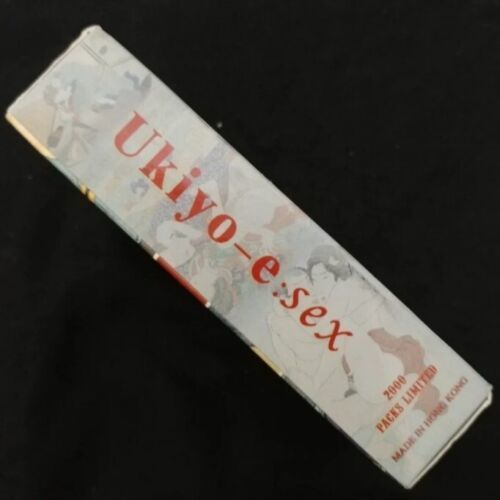 Ukiyo-e:sex
2000
PACKS LIMITED
MADE IN HONG KONG